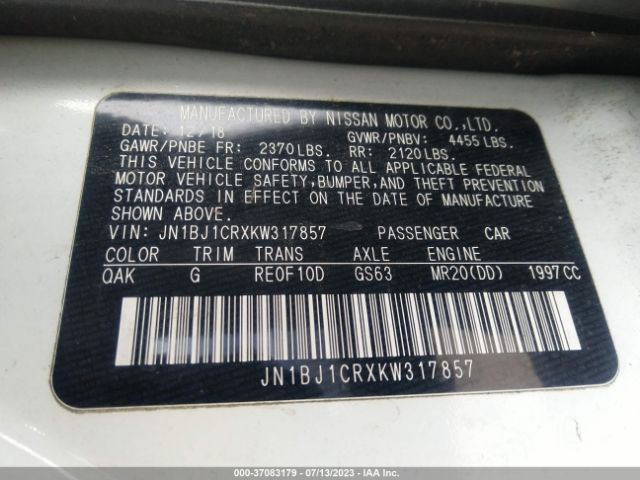 MANUFACTURED BY NISSAN MOTOR CO.,LTD.
DATE: 12/18 GVWR/PNBV: 4455 LBS.
GAWR/PNBE FR: 2370 LBS. RR: 2120 LBS.
THIS VEHICLE CONFORMS TO ALL APPLICABLE FEDERAL
MOTOR VEHICLE SAFETY, BUMPER, AND THEFT PREVENTION
STANDARDS IN EFFECT ON THE DATE OF MANUFACTURE
SHOWN ABOVE.
VIN: JN1BJ1CRXKW317857 PASSENGER CAR
COLOR TRIM TRANS AXLE ENGINE
QAK G RE0F10D GS63 MR20(DD) 1997CC
JN1BJ1CRXKW317857
000-37083179 - 07/13/2023 - IAA Inc.